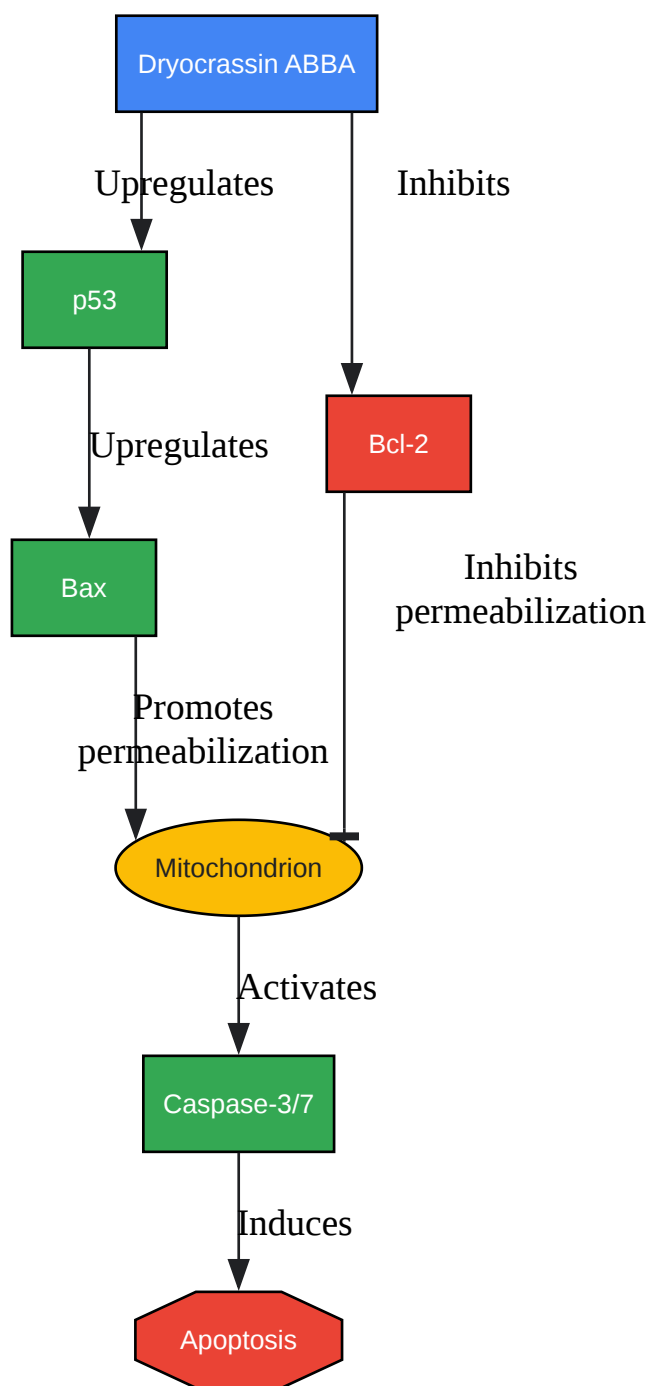 Dryocrassin ABBA
Upregulates
Inhibits
p53
Upregulates
Bcl-2
Inhibits
permeabilization
Bax
Promotes
permeabilization
Mitochondrion
Activates
Caspase-3/7
Induces
Apoptosis